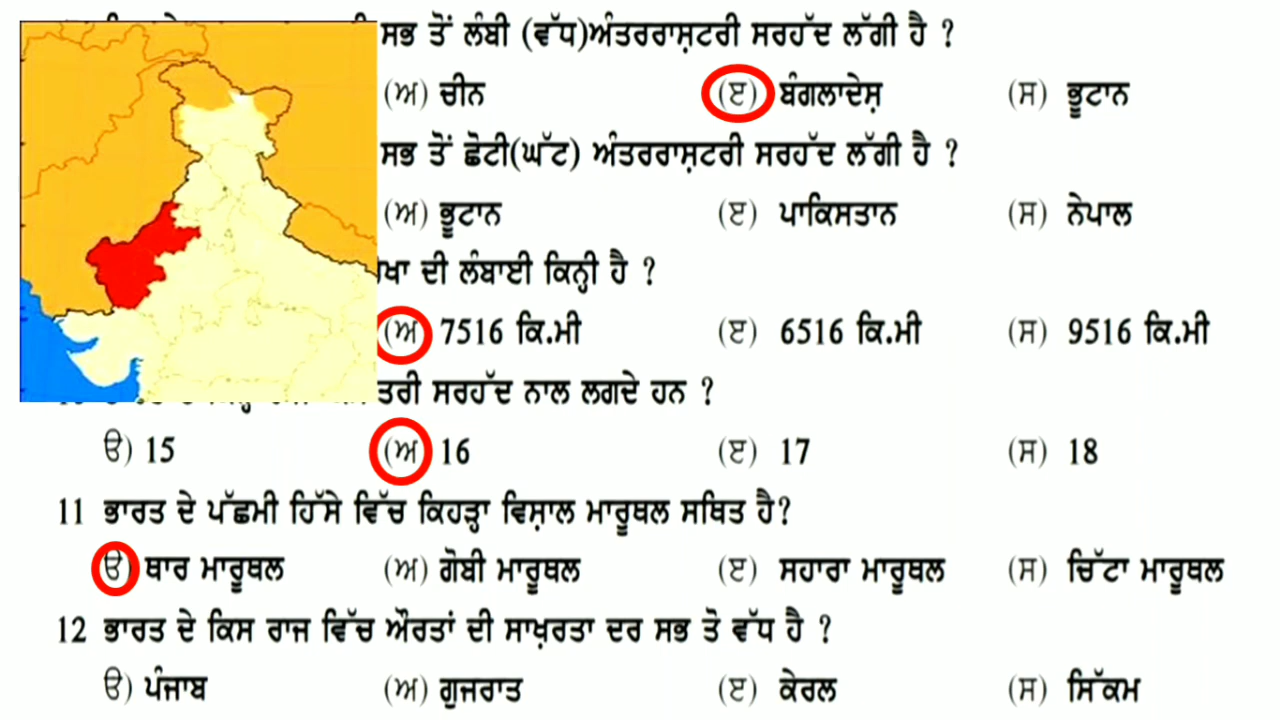 ਸਭ ਤੋਂ ਲੰਬੀ (ਵੱਧ)ਅੰਤਰਰਾਸ਼ਟਰੀ ਸਰਹੱਦ ਲੱਗੀ ਹੈ ?
(ਅ) ਚੀਨ (ੲ) ਬੰਗਲਾਦੇਸ਼ (ਸ) ਭੂਟਾਨ
ਸਭ ਤੋਂ ਛੋਟੀ(ਘੱਟ) ਅੰਤਰਰਾਸ਼ਟਰੀ ਸਰਹੱਦ ਲੱਗੀ ਹੈ ?
(ਅ) ਭੂਟਾਨ (ੲ) ਪਾਕਿਸਤਾਨ (ਸ) ਨੇਪਾਲ
ਦੀ ਲੰਬਾਈ ਕਿਨ੍ਹੀ ਹੈ ?
(ਅ) 7516 ਕਿ.ਮੀ (ੲ) 6516 ਕਿ.ਮੀ (ਸ) 9516 ਕਿ.ਮੀ
ਸਰਹੱਦ ਨਾਲ ਲਗਦੇ ਹਨ ?
ੳ) 15 (ਅ) 16 (ੲ) 17 (ਸ) 18
11 ਭਾਰਤ ਦੇ ਪੱਛਮੀ ਹਿੱਸੇ ਵਿੱਚ ਕਿਹੜਾ ਵਿਸ਼ਾਲ ਮਾਰੂਥਲ ਸਥਿਤ ਹੈ?
ੳ) ਥਾਰ ਮਾਰੂਥਲ (ਅ) ਗੋਬੀ ਮਾਰੂਥਲ (ੲ) ਸਹਾਰਾ ਮਾਰੂਥਲ (ਸ) ਚਿੱਟਾ ਮਾਰੂਥਲ
12 ਭਾਰਤ ਦੇ ਕਿਸ ਰਾਜ ਵਿੱਚ ਔਰਤਾਂ ਦੀ ਸਾਖ਼ਰਤਾ ਦਰ ਸਭ ਤੋ ਵੱਧ ਹੈ ?
ੳ) ਪੰਜਾਬ (ਅ) ਗੁਜਰਾਤ (ੲ) ਕੇਰਲ (ਸ) ਸਿੱਕਮ